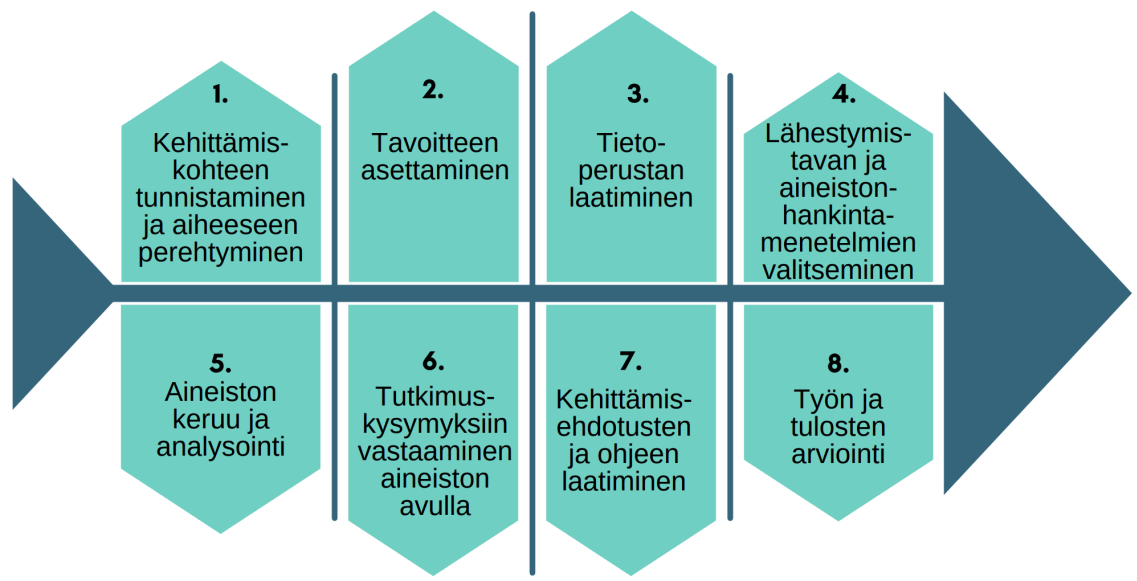 1.
Kehittämis-
kohteen
tunnistaminen
ja aiheeseen
perehtyminen
2.
Tavoitteen
asettaminen
3.
Tieto-
perustan
laatiminen
4.
Lähestymis-
tavan ja
aineiston-
hankinta-
menetelmien
valitseminen
5.
Aineiston
keruu ja
analysointi
6.
Tutkimus-
kysymyksiin
vastaaminen
aineiston
avulla
7.
Kehittämis-
ehdotusten
ja ohjeen
laatiminen
8.
Työn ja
tulosten
arviointi